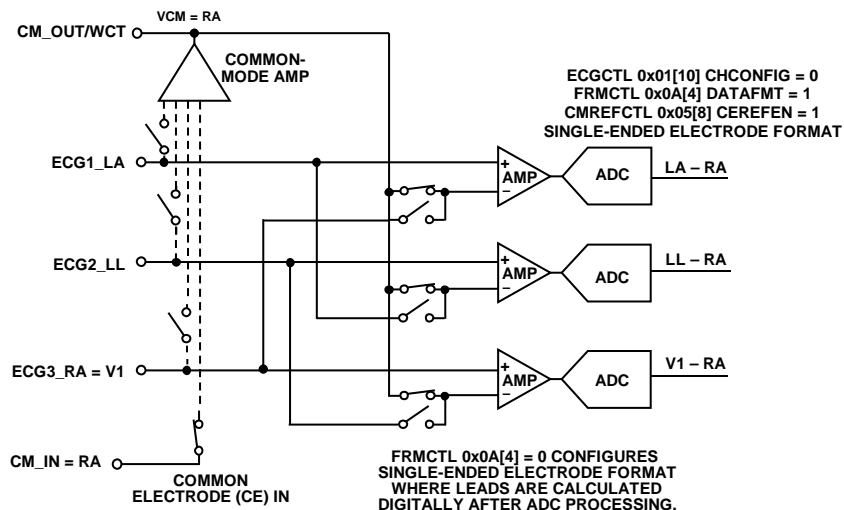 VCM = RA
CM_OUT/WCT
COMMON-
MODE AMP
ECGCTL 0x01[10] CHCONFIG = 0
FRMCTL 0x0A[4] DATAFMT = 1
CMREFCTL 0x05[8] CEREFEN = 1
SINGLE-ENDED ELECTRODE FORMAT
ECG1_LA
+
AMP
–
ADC
LA – RA
ECG2_LL
+
AMP
–
ADC
LL – RA
ECG3_RA = V1
+
AMP
–
ADC
V1 – RA
CM_IN = RA
COMMON
ELECTRODE (CE) IN
FRMCTL 0x0A[4] = 0 CONFIGURES
SINGLE-ENDED ELECTRODE FORMAT
WHERE LEADS ARE CALCULATED
DIGITALLY AFTER ADC PROCESSING.